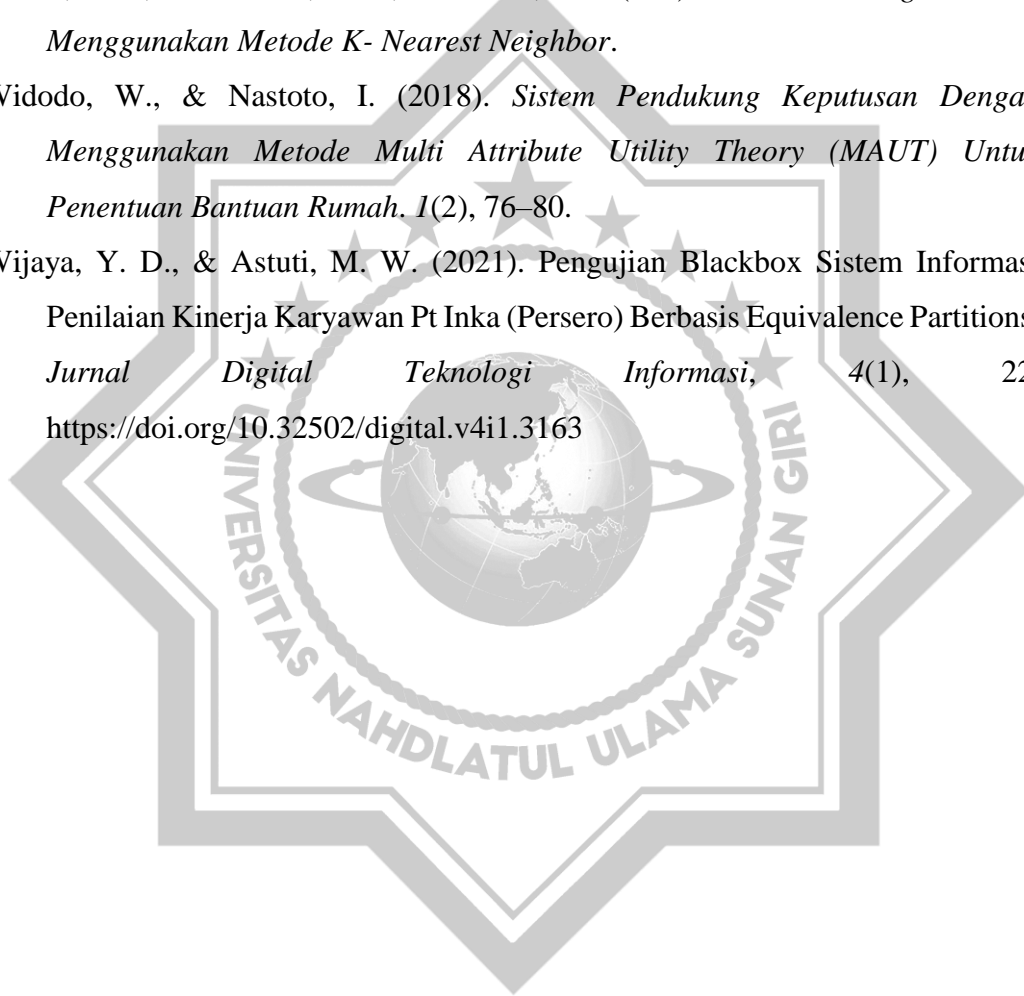 Menggunakan Metode K- Nearest Neighbor.
Widodo, W., & Nastoto, I. (2018). Sistem Pendukung Keputusan Denga
Menggunakan Metode Multi Attribute Utility Theory (MAUT) Untu
Penentuan Bantuan Rumah. 1(2), 76–80.
Wijaya, Y. D., & Astuti, M. W. (2021). Pengujian Blackbox Sistem Informas
Penilaian Kinerja Karyawan Pt Inka (Persero) Berbasis Equivalence Partitions
Jurnal Digital Teknologi Informasi, 4(1), 22
https://doi.org/10.32502/digital.v4i1.3163
UNIVERSITAS NAHDLATUL ULAMA SUNAN GIRI